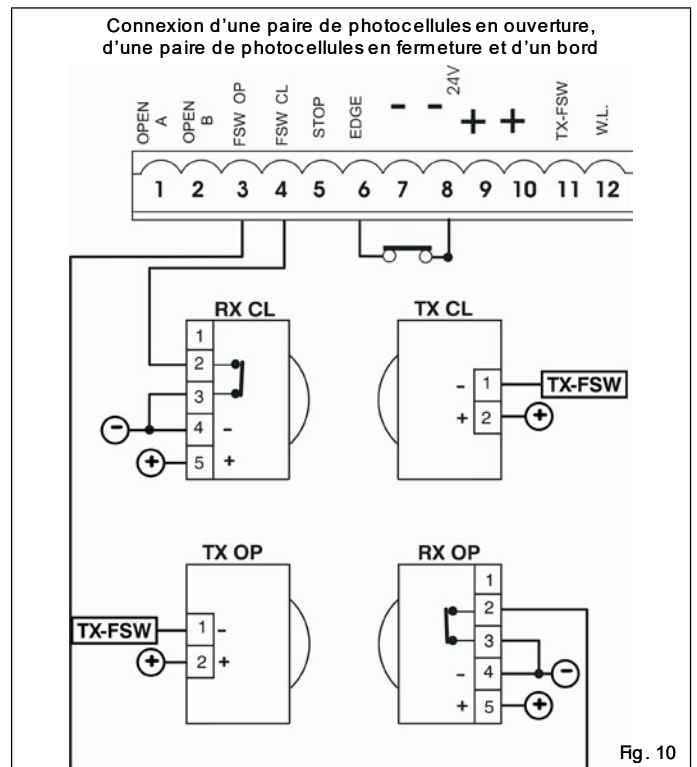 Connexion d'une paire de photocellules en ouverture,
d'une paire de photocellules en fermeture et d'un bord
OPEN A
OPEN B
FSW OP
FSW CL
STOP
EDGE
- -
24V
+ +
TX-FSW
W.L.
1 2 3 4 5 6 7 8 9 10 11 12
RX CL
1
2
3
4 -
5 +
-
+
TX CL
- 1 TX-FSW
+ 2 +
TX OP
TX-FSW 1 -
+ 2 +
RX OP
1
2
3
- 4 -
+ 5 +
Fig. 10